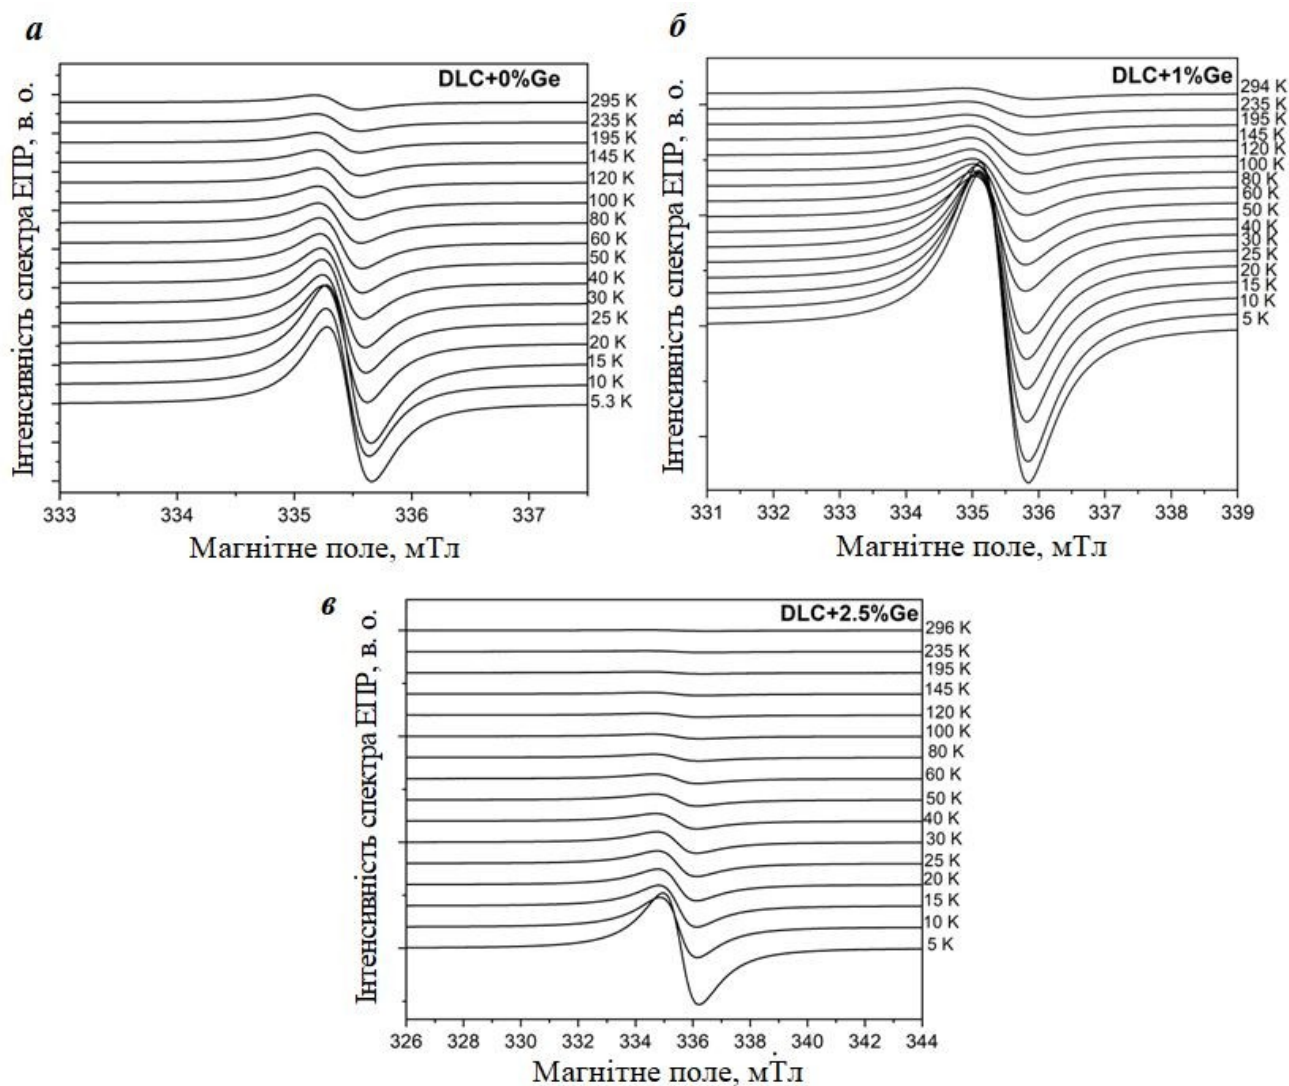 а
DLC+0%Ge
295 K
235 K
195 K
145 K
120 K
100 K
80 K
60 K
50 K
40 K
30 K
25 K
20 K
15 K
10 K
5.3 K
Інтенсивність спектра ЕПР, в. о.
333 334 335 336 337
Магнітне поле, мТл
б
DLC+1%Ge
294 K
235 K
195 K
145 K
120 K
100 K
80 K
60 K
50 K
40 K
30 K
25 K
20 K
15 K
10 K
5 K
Інтенсивність спектра ЕПР, в. о.
331 332 333 334 335 336 337 338 339
Магнітне поле, мТл
в
DLC+2.5%Ge
296 K
235 K
195 K
145 K
120 K
100 K
80 K
60 K
50 K
40 K
30 K
25 K
20 K
15 K
10 K
5 K
Інтенсивність спектра ЕПР, в. о.
326 328 330 332 334 336 338 340 342 344
Магнітне поле, мТл